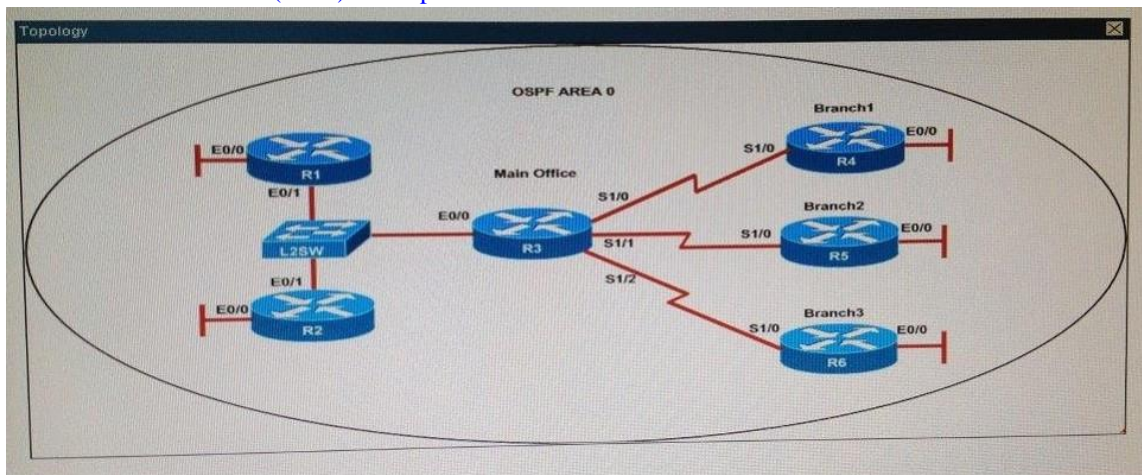 Topology
OSPF AREA 0
Branch1
E0/0
E0/0
S1/0
R1
R4
Main Office
E0/1
S1/0
Branch2
E0/0
S1/0
E0/0
L2SW
R3
S1/1
R5
E0/1
S1/2
E0/0
Branch3
R2
S1/0
E0/0
R6